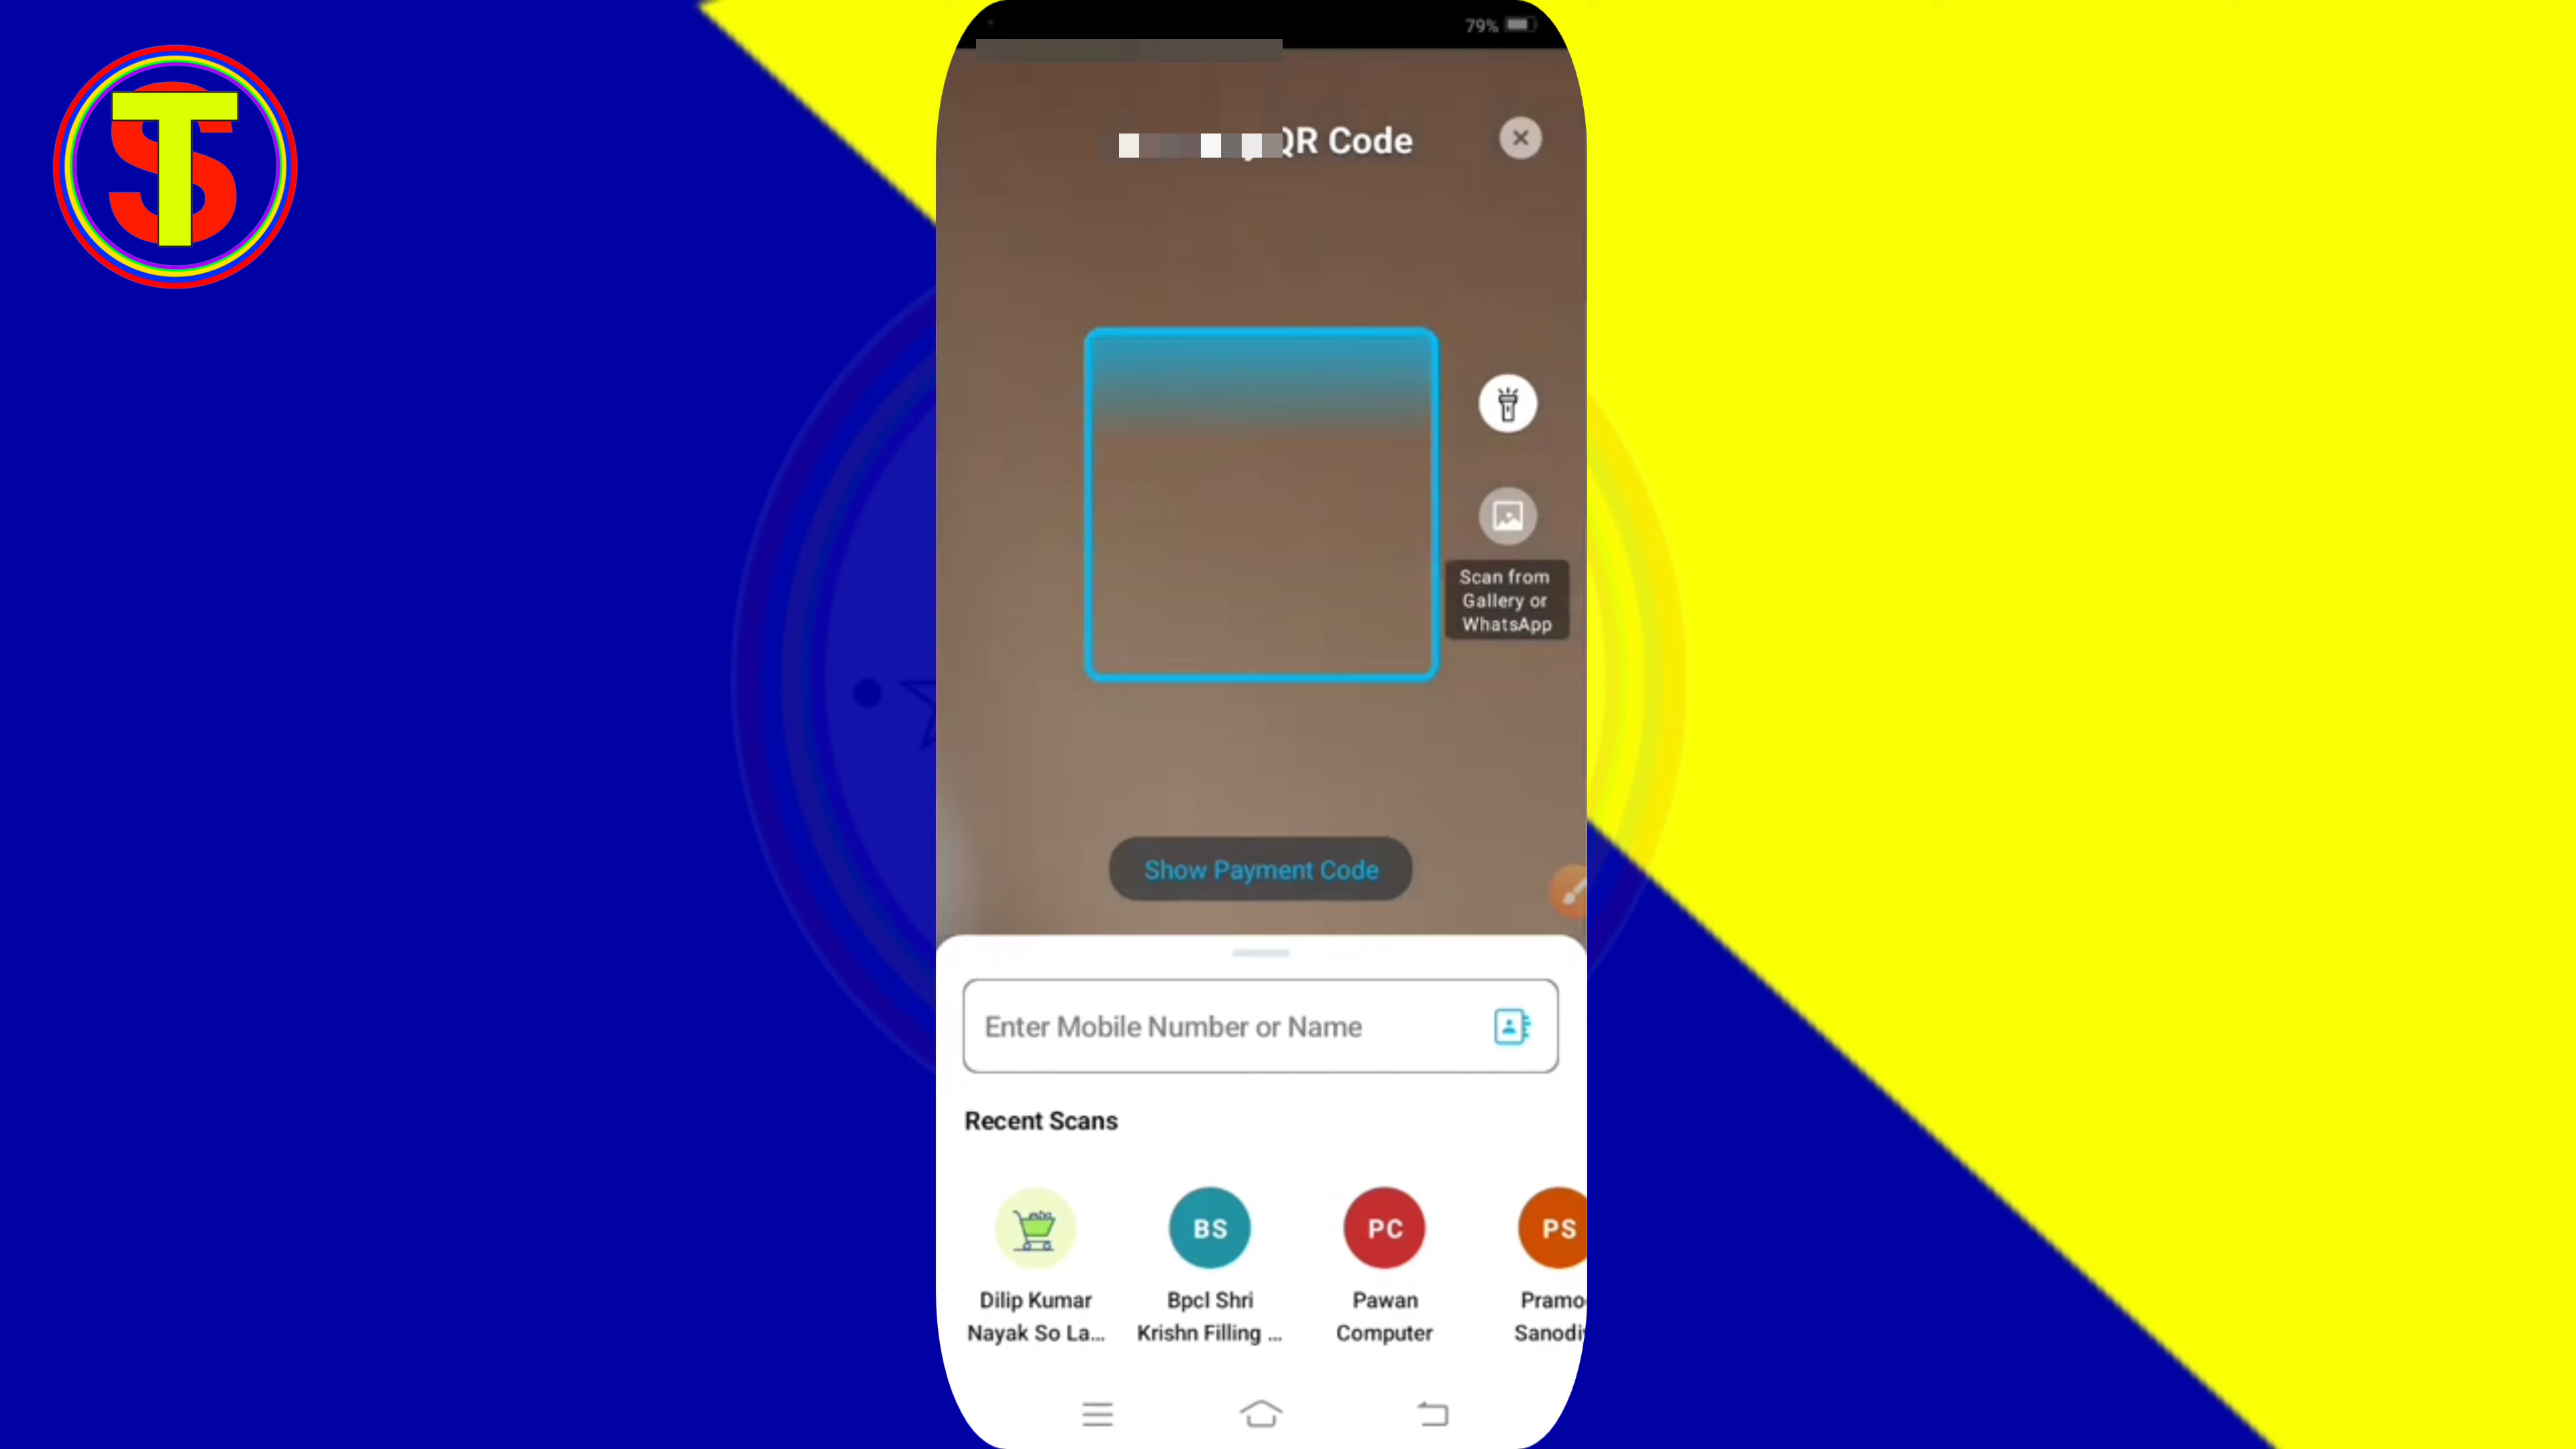 79%
QR Code
Scan from
Gallery or
WhatsApp
Show Payment Code
Enter Mobile Number or Name
Recent Scans
BS
PC
PS
Dilip Kumar
Nayak So La...
Bpcl Shri
Krishn Filling ...
Pawan
Computer